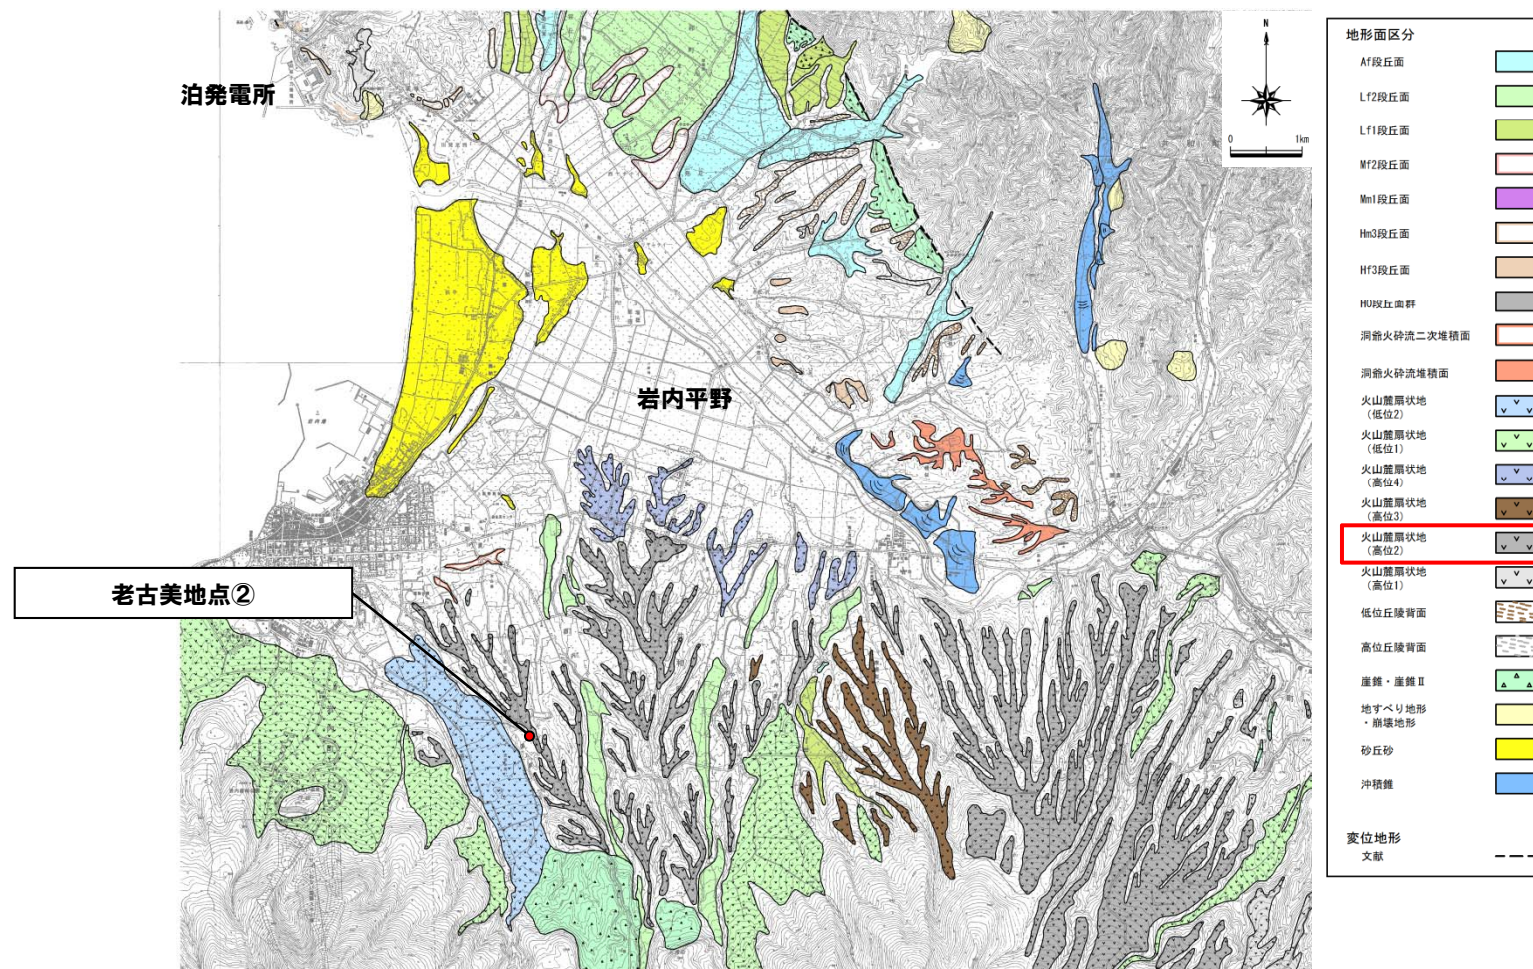 泊発電所
岩内平野
老古美地点②
N
0
1km
地形面区分
Af段丘面
Lf2段丘面
Lf1段丘面
Mf2段丘面
Mm1段丘面
Hm3段丘面
Hf3段丘面
H0段丘面群
洞爺火砕流二次堆積面
洞爺火砕流堆積面
火山麓扇状地
(低位2)
火山麓扇状地
(低位1)
火山麓扇状地
(高位4)
火山麓扇状地
(高位3)
火山麓扇状地
(高位2)
火山麓扇状地
(高位1)
低位丘陵背面
高位丘陵背面
崖錐・崖錐Ⅱ
地すべり地形
・崩壊地形
砂丘砂
沖積錐
変位地形
文献